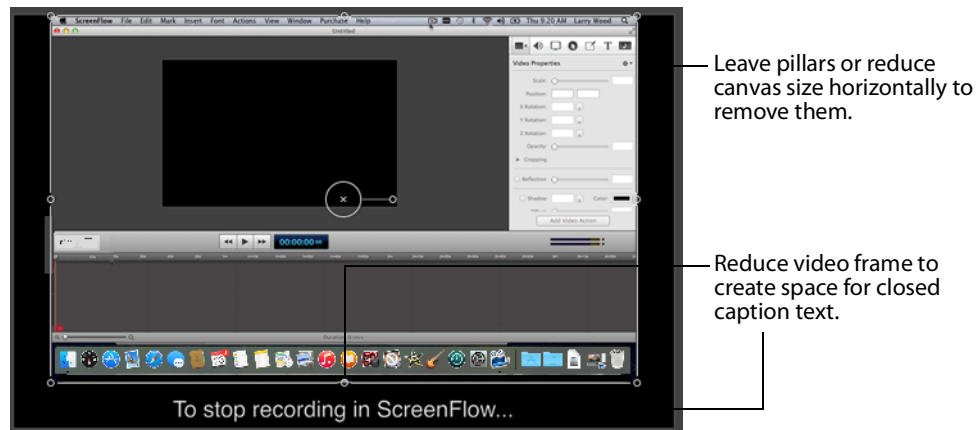 ScreenFlow File Edit Mark Insert Font Actions View Window Purchase Help Thu 9:20 AM Larry Wood
Untitled
Video Properties
Scale:
Position:
X Rotation:
Y Rotation:
Z Rotation:
Opacity:
Cropping
Reflection
Shadow Color:
Add Video Action
00:00:00
To stop recording in ScreenFlow...
Leave pillars or reduce
canvas size horizontally to
remove them.
Reduce video frame to
create space for closed
caption text.